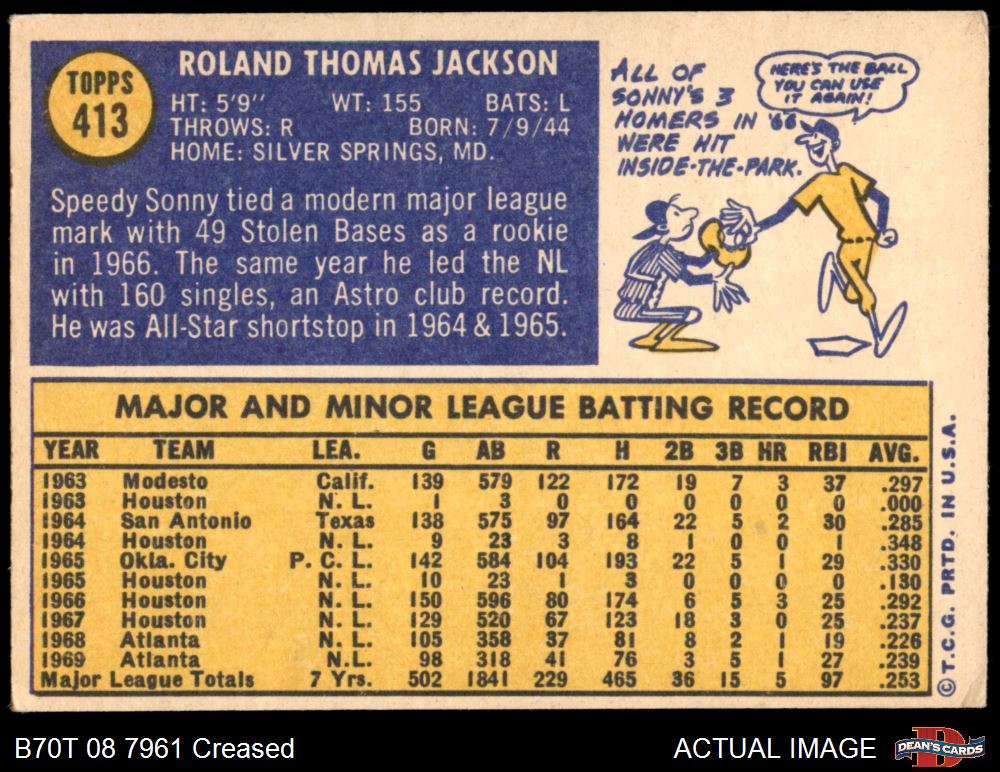 TOPPS
413
ROLAND THOMAS JACKSON
HT: 5'9" WT: 155 BATS: L
THROWS: R BORN: 7/9/44
HOME: SILVER SPRINGS, MD.
Speedy Sonny tied a modern major league
mark with 49 Stolen Bases as a rookie
in 1966. The same year he led the NL
with 160 singles, an Astro club record.
He was All-Star shortstop in 1964 & 1965.
ALL OF
SONNY'S 3
HOMERS IN '66
WERE HIT
INSIDE-THE-PARK.
HERE'S THE BALL
YOU CAN USE
IT AGAIN!
MAJOR AND MINOR LEAGUE BATTING RECORD
YEAR TEAM LEA. G AB R H 2B 3B HR RBI AVG.
1963 Modesto Calif. 139 579 122 172 19 7 3 37 .297
1963 Houston N. L. 1 3 0 0 0 0 0 0 .000
1964 San Antonio Texas 138 575 97 164 22 5 2 30 .285
1964 Houston N. L. 9 23 3 8 1 0 0 1 .348
1965 Okla. City P. C. L. 142 584 104 193 22 5 1 29 .330
1965 Houston N. L. 10 23 1 3 0 0 0 0 .130
1966 Houston N. L. 150 596 80 174 6 5 3 25 .292
1967 Houston N. L. 129 520 67 123 18 3 0 25 .237
1968 Atlanta N. L. 105 358 37 81 8 2 1 19 .226
1969 Atlanta N.L. 98 318 41 76 3 5 1 27 .239
Major League Totals 7 Yrs. 502 1841 229 465 36 15 5 97 .253
© T.C.G. PRTD. IN U.S.A.
B70T 08 7961 Creased
ACTUAL IMAGE
DEAN'S CARDS